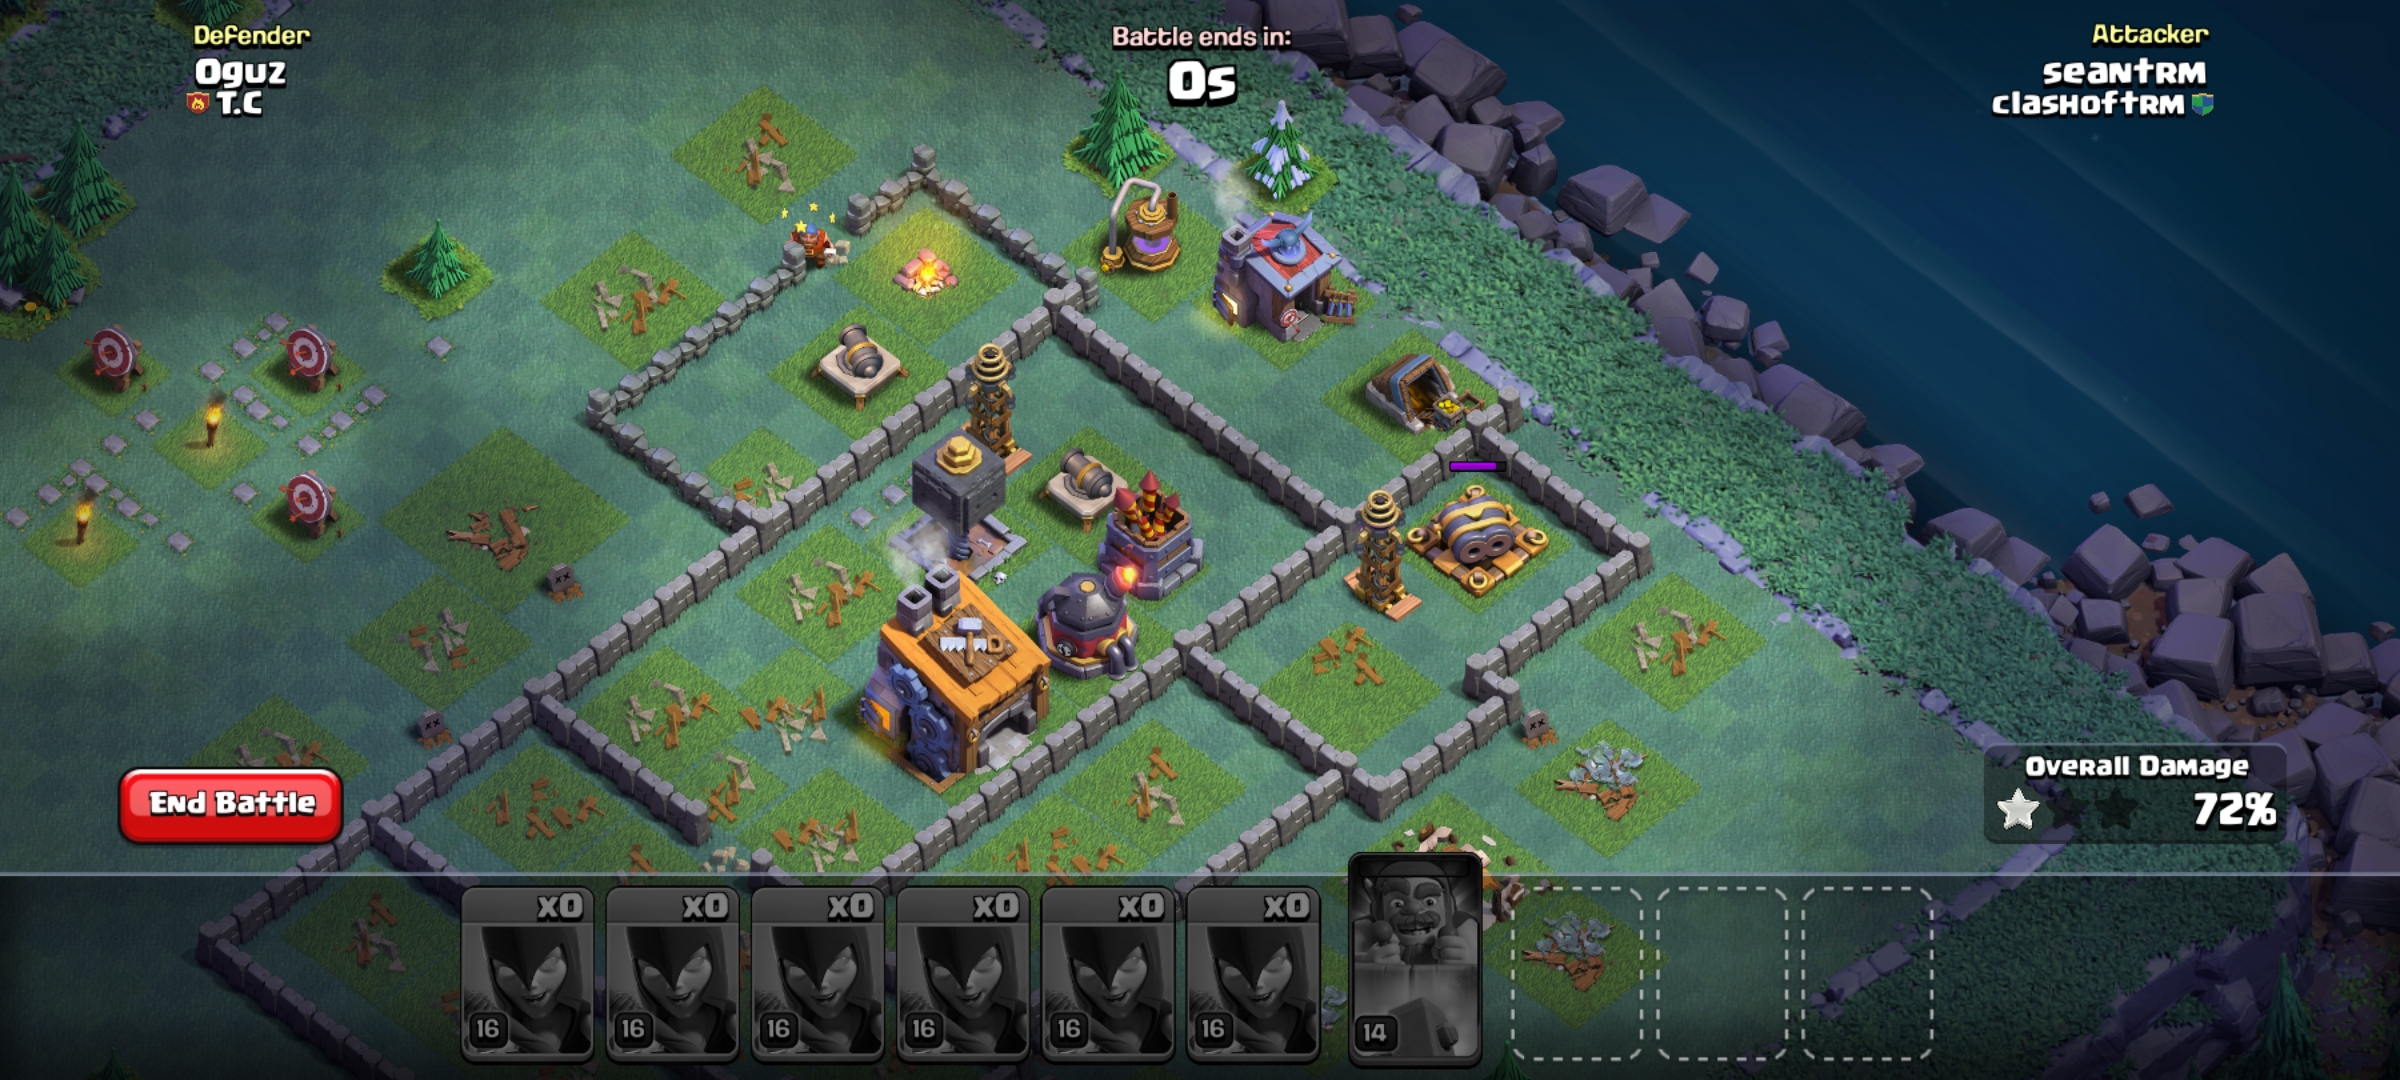 Defender
Oguz
T.C
Battle ends in:
0s
Attacker
seanTRM
clashofTRM
Overall Damage
72%
End Battle
x0 x0 x0 x0 x0 x0
16 16 16 16 16 16 14